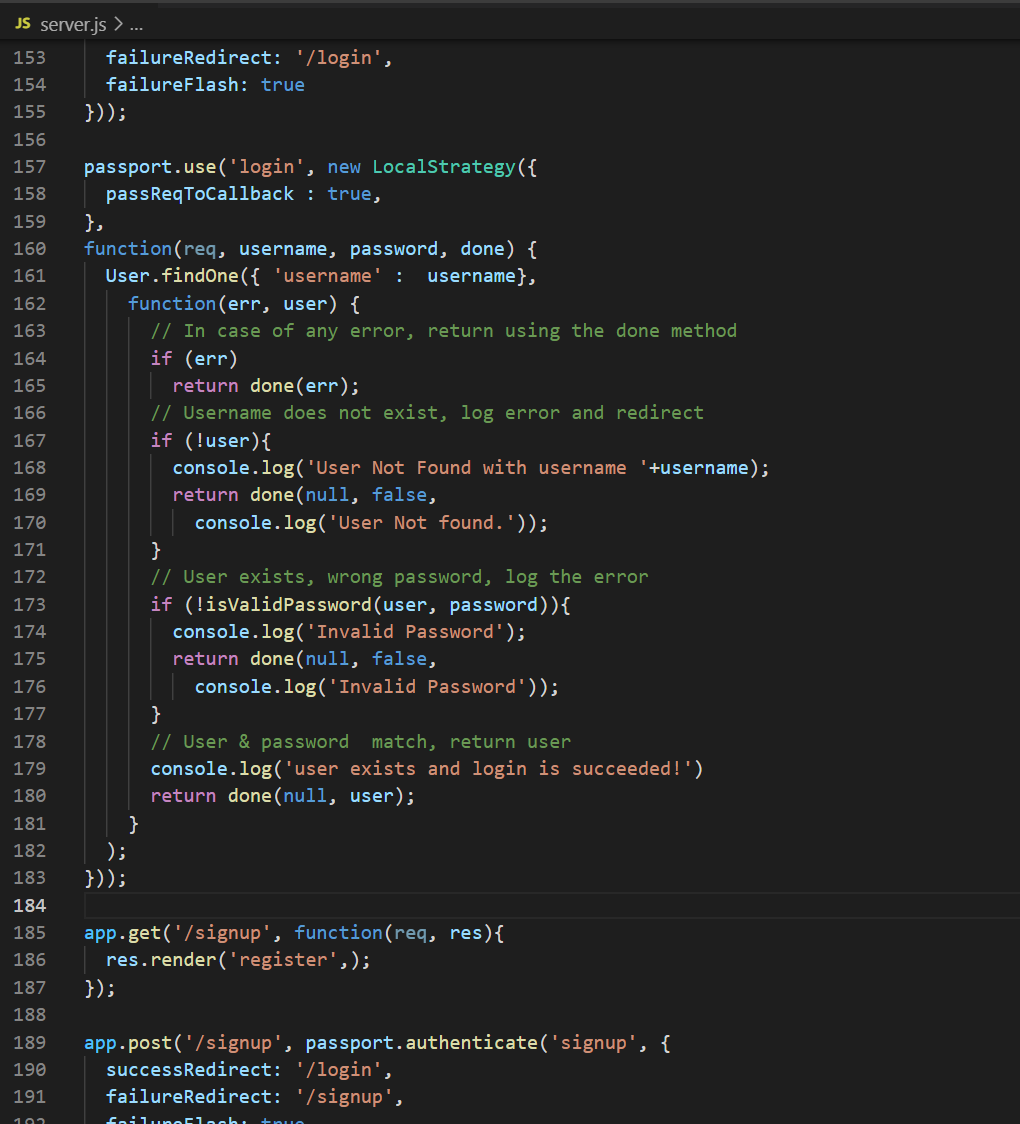 JS server.js > ...
153 failureRedirect: '/login',
154 failureFlash: true
155 }));
156
157 passport.use('login', new LocalStrategy({
158 passReqToCallback : true,
159 },
160 function(req, username, password, done) {
161 User.findOne({ 'username' :  username},
162 function(err, user) {
163 // In case of any error, return using the done method
164 if (err)
165 return done(err);
166 // Username does not exist, log error and redirect
167 if (!user){
168 console.log('User Not Found with username '+username);
169 return done(null, false,
170 console.log('User Not found.'));
171 }
172 // User exists, wrong password, log the error
173 if (!isValidPassword(user, password)){
174 console.log('Invalid Password');
175 return done(null, false,
176 console.log('Invalid Password'));
177 }
178 // User & password  match, return user
179 console.log('user exists and login is succeeded!')
180 return done(null, user);
181 }
182 );
183 }));
184
185 app.get('/signup', function(req, res){
186 res.render('register',);
187 });
188
189 app.post('/signup', passport.authenticate('signup', {
190 successRedirect: '/login',
191 failureRedirect: '/signup',
192 failureFlash: true